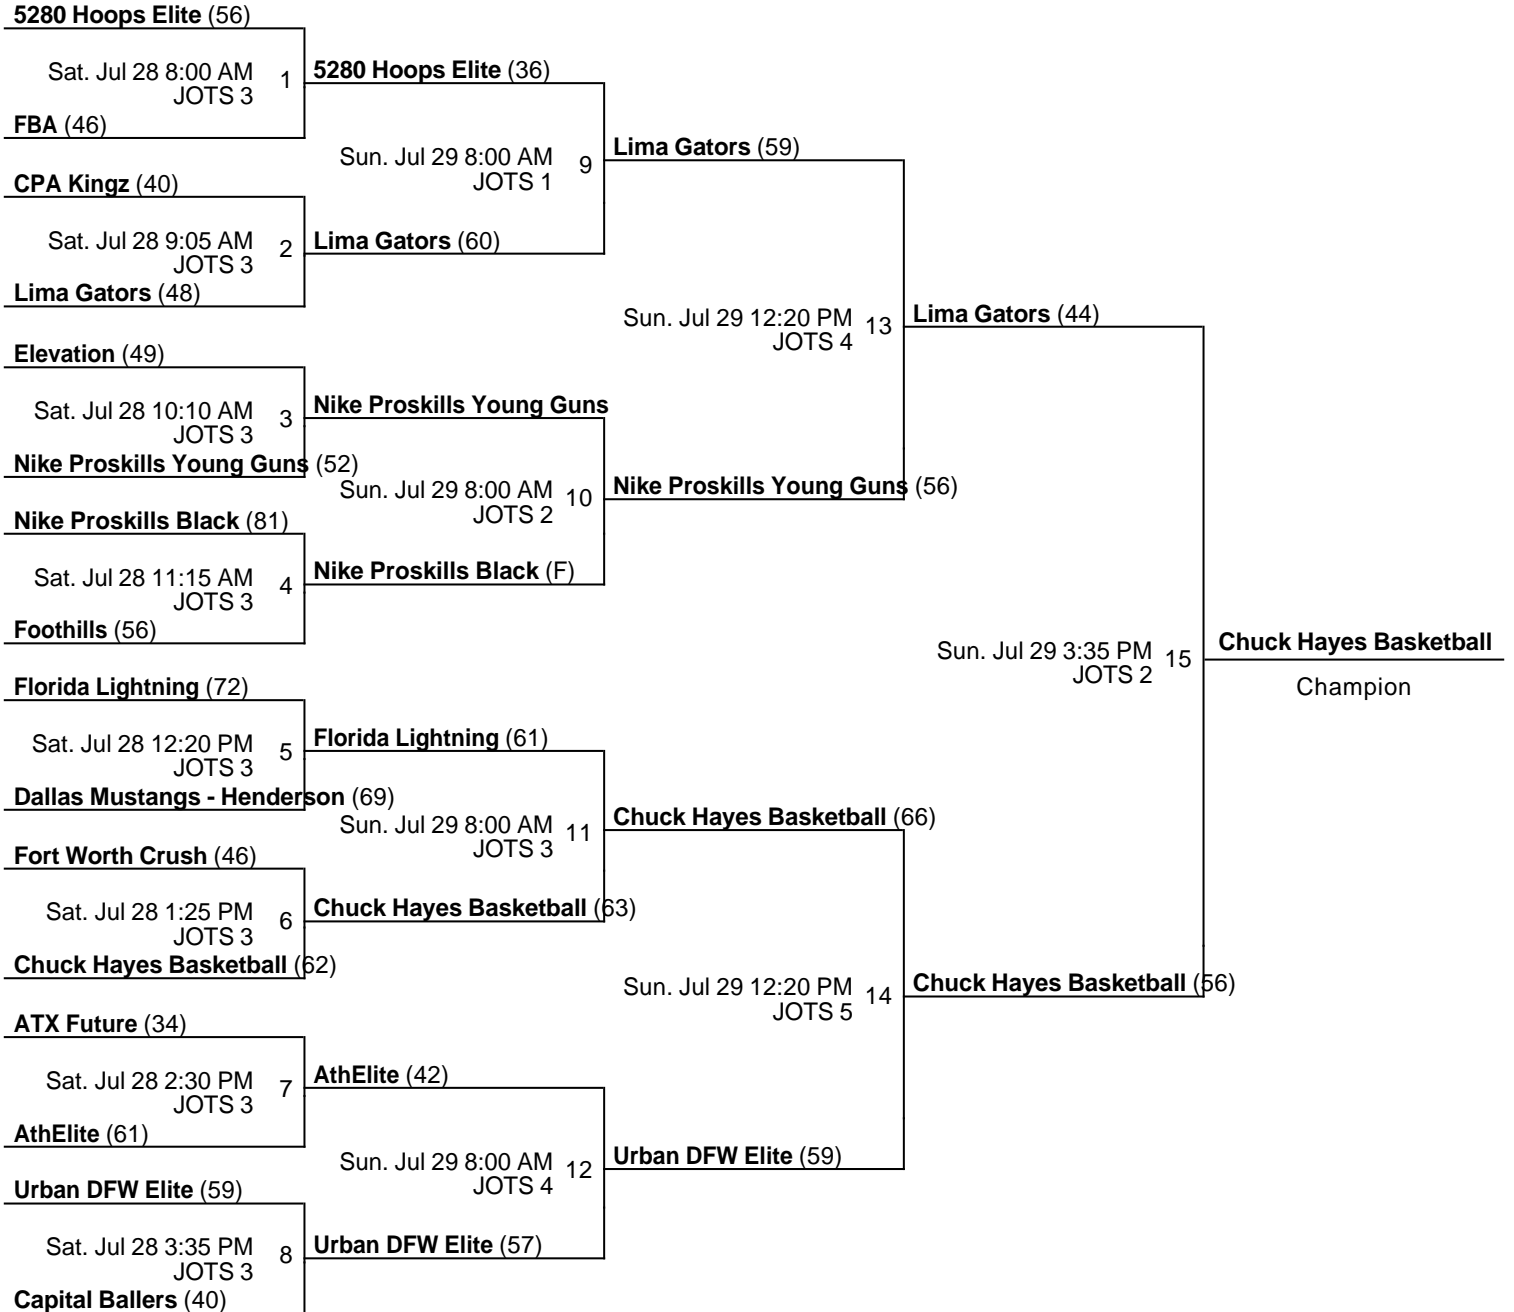 5280 Hoops Elite (56)
Sat. Jul 28 8:00 AM
JOTS 3
1
FBA (46)
CPA Kingz (40)
Sat. Jul 28 9:05 AM
JOTS 3
2
Lima Gators (48)
Elevation (49)
Sat. Jul 28 10:10 AM
JOTS 3
3
Nike Proskills Young Guns (52)
Nike Proskills Black (81)
Sat. Jul 28 11:15 AM
JOTS 3
4
Foothills (56)
Florida Lightning (72)
Sat. Jul 28 12:20 PM
JOTS 3
5
Dallas Mustangs - Henderson (69)
Fort Worth Crush (46)
Sat. Jul 28 1:25 PM
JOTS 3
6
Chuck Hayes Basketball (62)
ATX Future (34)
Sat. Jul 28 2:30 PM
JOTS 3
7
AthElite (61)
Urban DFW Elite (59)
Sat. Jul 28 3:35 PM
JOTS 3
8
Capital Ballers (40)
5280 Hoops Elite (36)
Sun. Jul 29 8:00 AM
JOTS 1
9
Lima Gators (60)
Nike Proskills Young Guns
Sun. Jul 29 8:00 AM
JOTS 2
10
Nike Proskills Black (F)
Florida Lightning (61)
Sun. Jul 29 8:00 AM
JOTS 3
11
Chuck Hayes Basketball (63)
AthElite (42)
Sun. Jul 29 8:00 AM
JOTS 4
12
Urban DFW Elite (57)
Lima Gators (59)
Sun. Jul 29 12:20 PM
JOTS 4
13
Nike Proskills Young Guns (56)
Chuck Hayes Basketball (66)
Sun. Jul 29 12:20 PM
JOTS 5
14
Urban DFW Elite (59)
Lima Gators (44)
Sun. Jul 29 3:35 PM
JOTS 2
15
Chuck Hayes Basketball (56)
Chuck Hayes Basketball
Champion